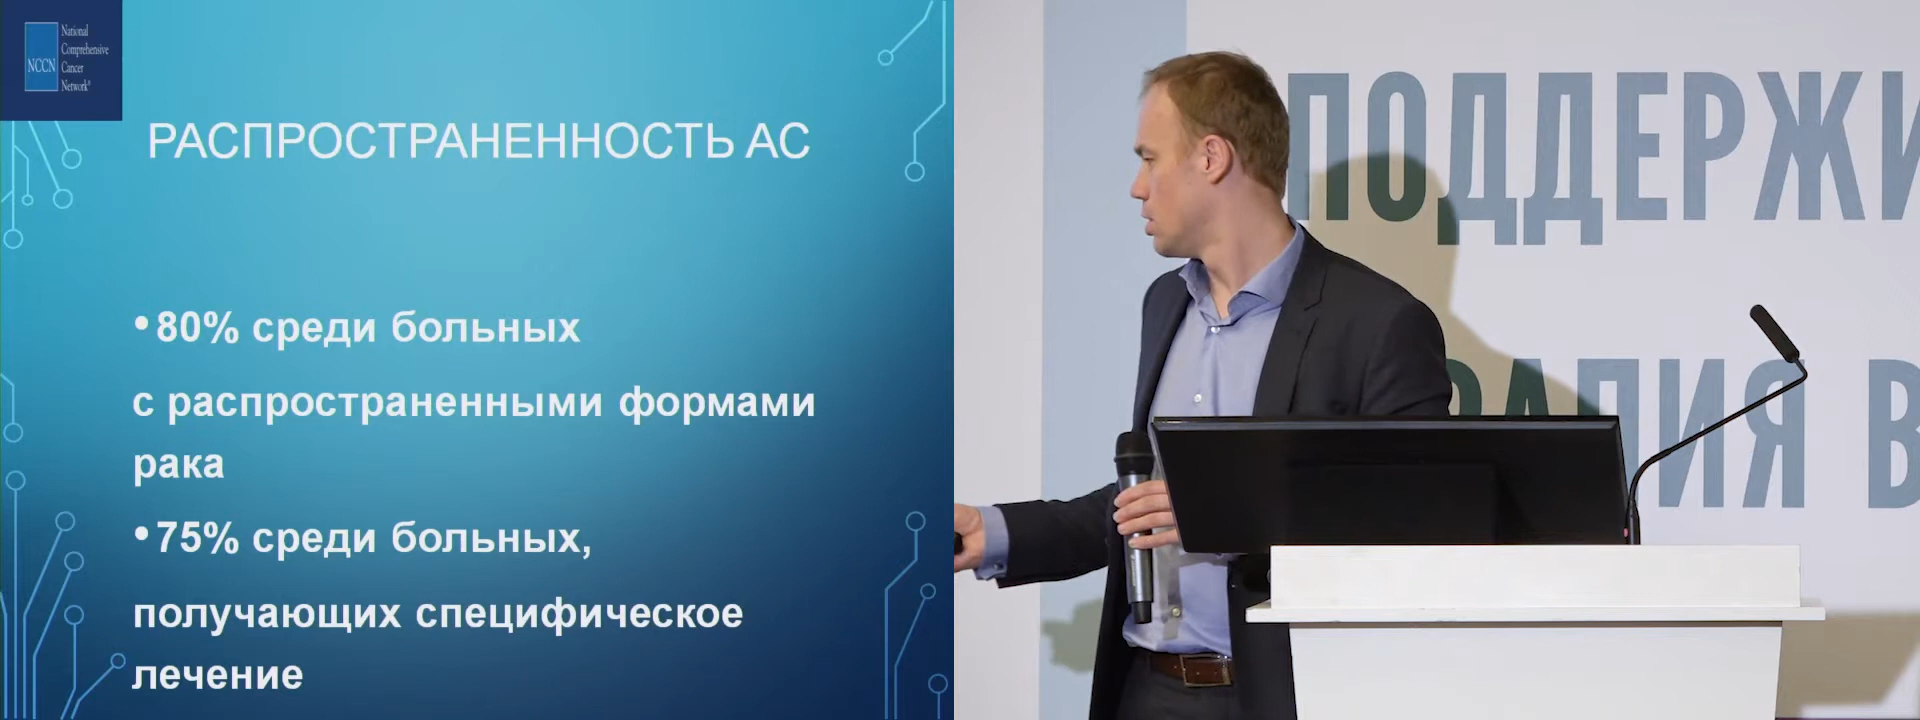 National
Comprehensive
NCCN Cancer
Network®
РАСПРОСТРАНЕННОСТЬ АС
•80% среди больных
с распространенными формами
рака
•75% среди больных,
получающих специфическое
лечение
ПОДДЕРЖИ
АПИЯ В